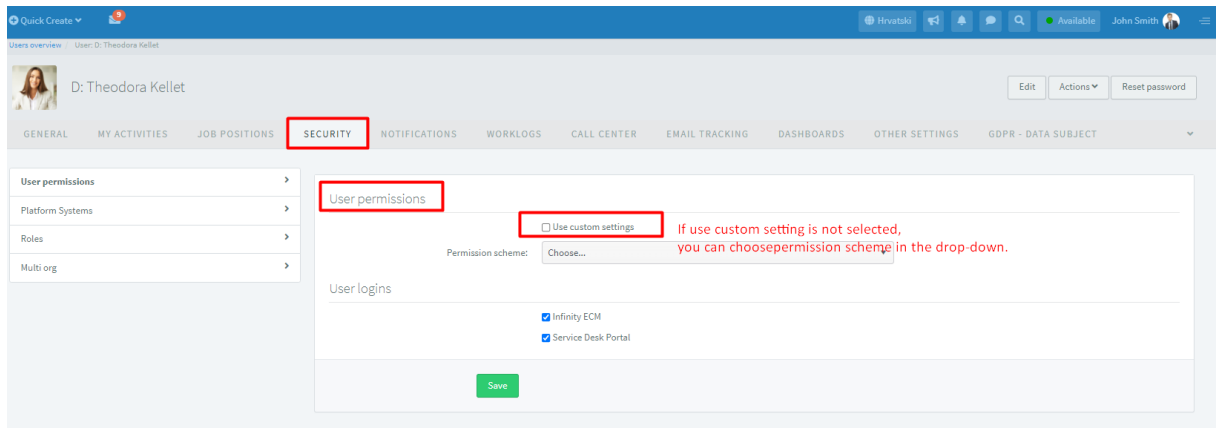 Quick Create
9
Hrvatski
Available
John Smith
Users overview / User: D: Theodora Kellet
D: Theodora Kellet
Edit
Actions
Reset password
GENERAL
MY ACTIVITIES
JOB POSITIONS
SECURITY
NOTIFICATIONS
WORKLOGS
CALL CENTER
EMAIL TRACKING
DASHBOARDS
OTHER SETTINGS
GDPR - DATA SUBJECT
User permissions
Platform Systems
Roles
Multi org
User permissions
Use custom settings
If use custom setting is not selected,
you can choosepermission scheme in the drop-down.
Permission scheme:
Choose...
User logins
Infinity ECM
Service Desk Portal
Save